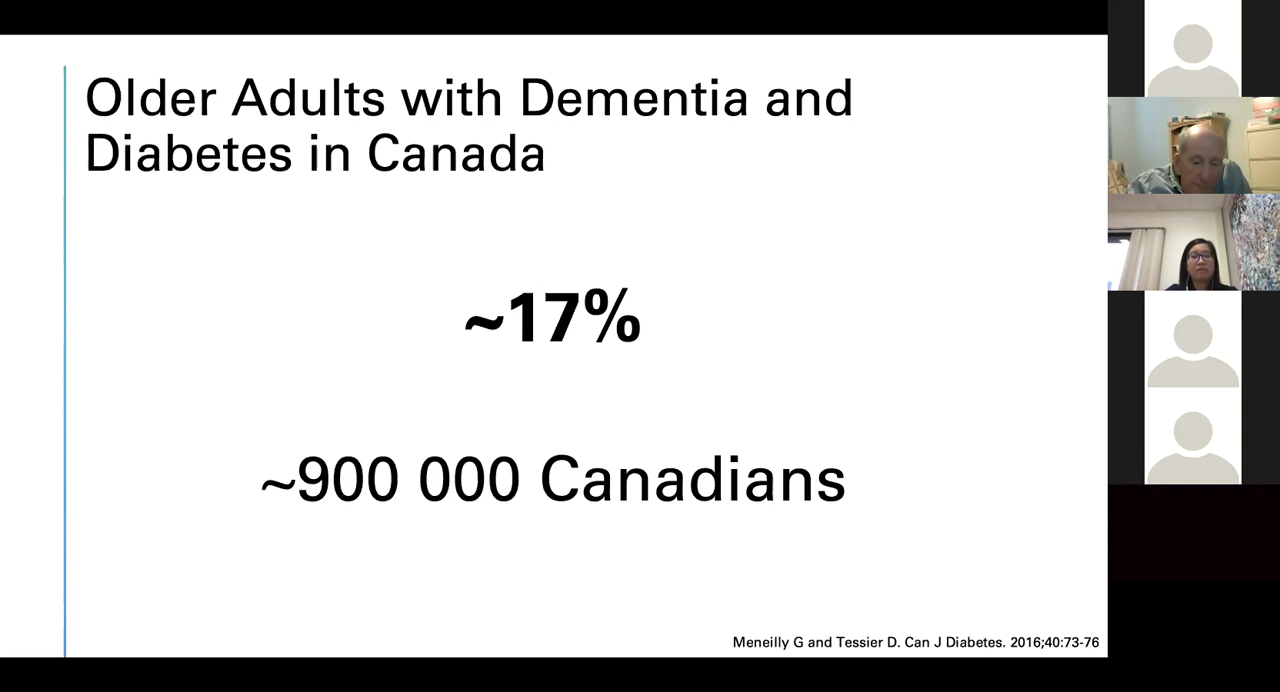 Older Adults with Dementia and
Diabetes in Canada
~17%
~900 000 Canadians
Meneilly G and Tessier D. Can J Diabetes. 2016;40:73-76